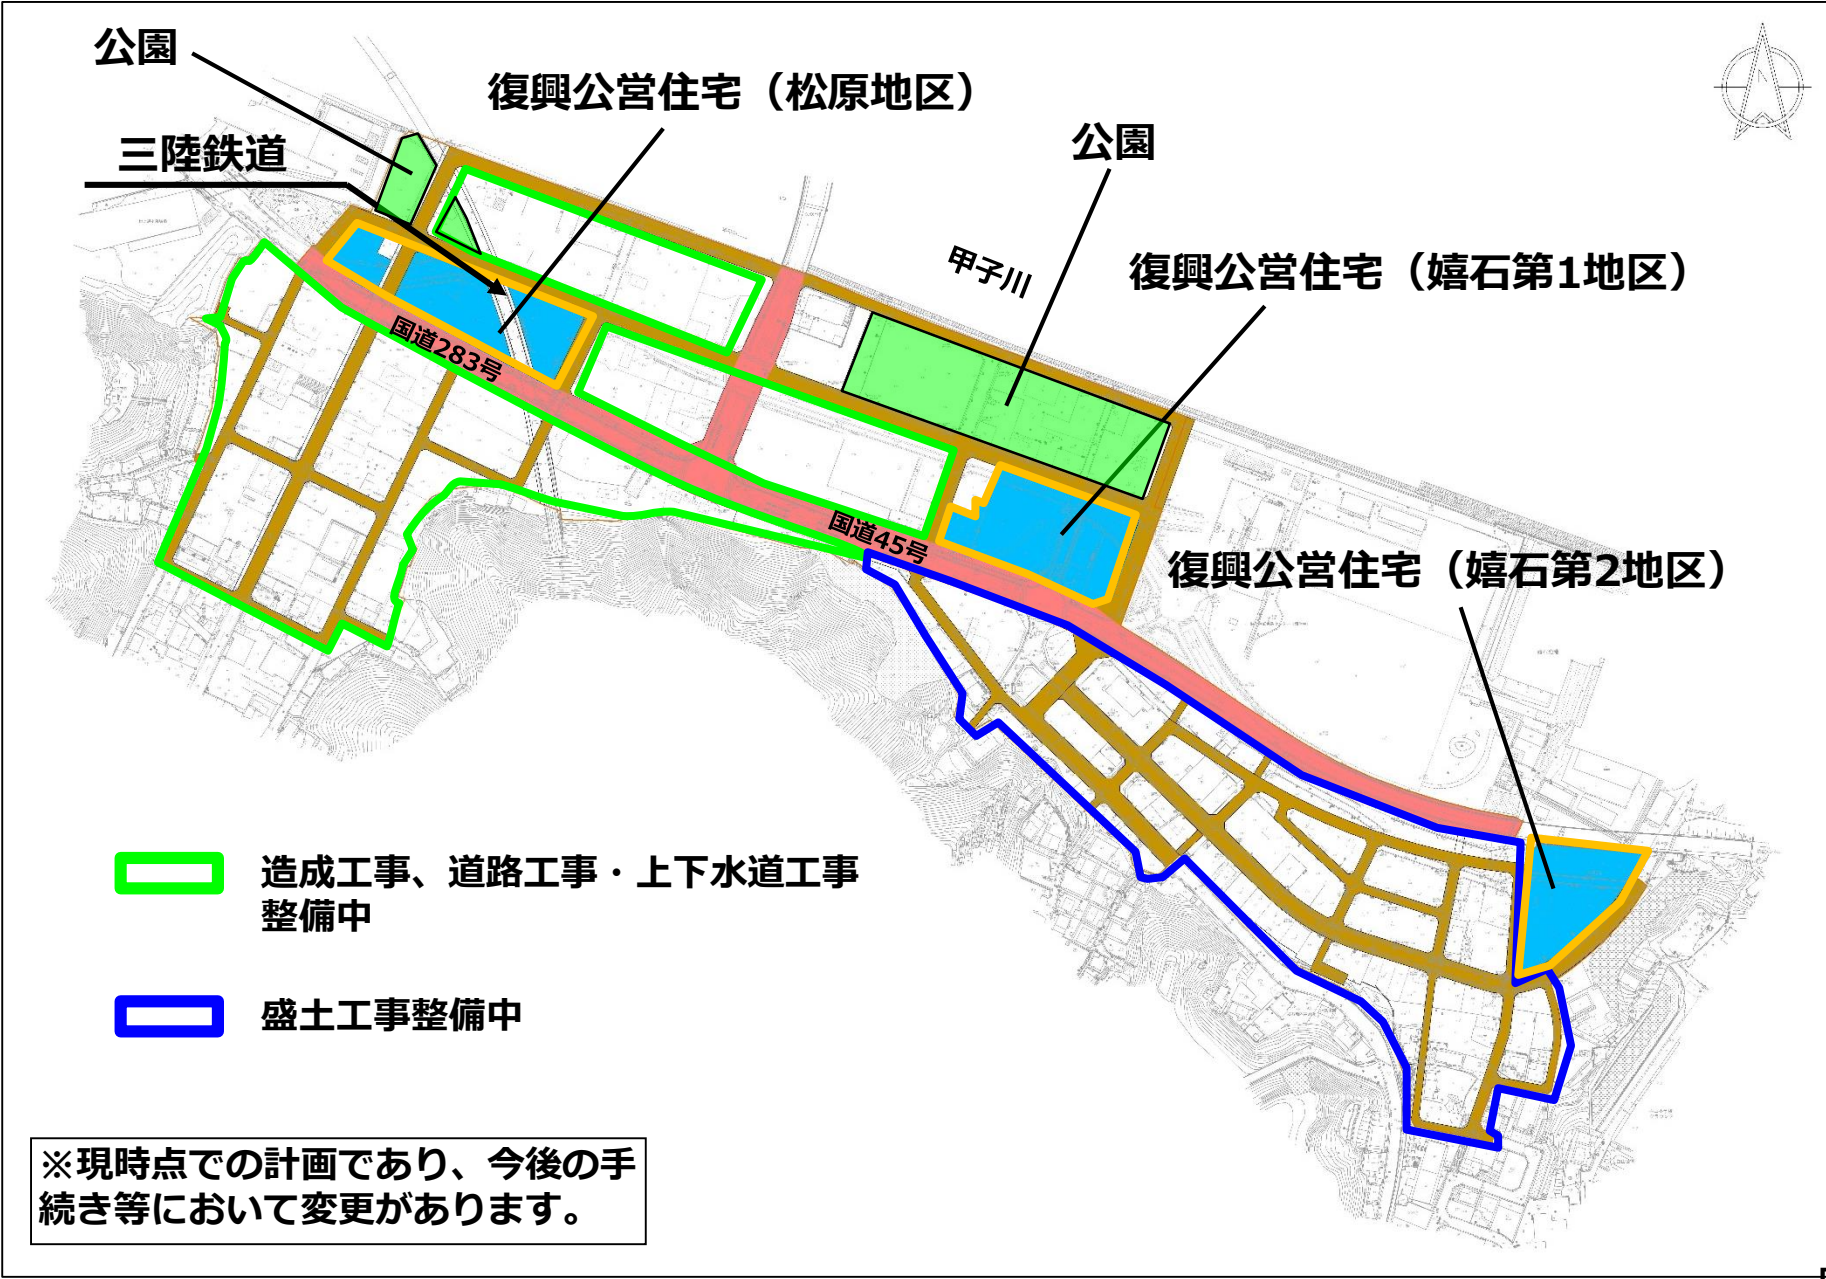 公園
復興公営住宅（松原地区）
三陸鉄道
公園
甲子川
復興公営住宅（嬉石第1地区）
国道283号
国道45号
復興公営住宅（嬉石第2地区）
造成工事、道路工事・上下水道工事
整備中
盛土工事整備中
※現時点での計画であり、今後の手
続き等において変更があります。